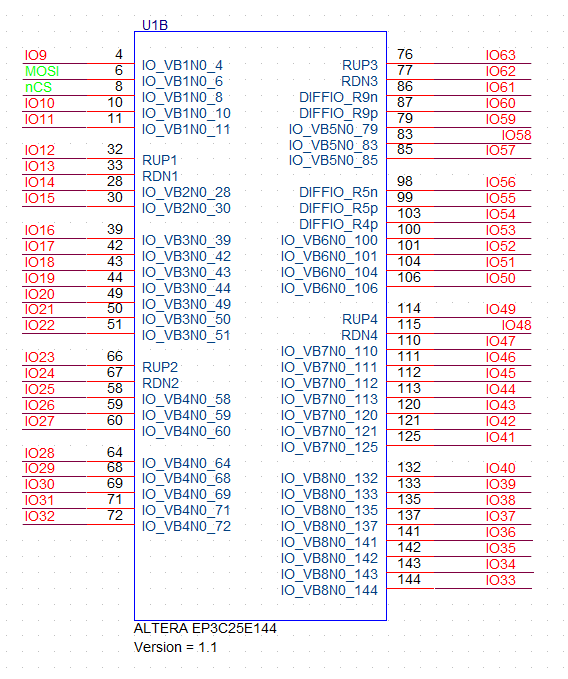 U1B
IO9 4 IO_VB1N0_4
MOSI 6 IO_VB1N0_6
nCS 8 IO_VB1N0_8
IO10 10 IO_VB1N0_10
IO11 11 IO_VB1N0_11
IO12 32 RUP1
IO13 33 RDN1
IO14 28 IO_VB2N0_28
IO15 30 IO_VB2N0_30
IO16 39 IO_VB3N0_39
IO17 42 IO_VB3N0_42
IO18 43 IO_VB3N0_43
IO19 44 IO_VB3N0_44
IO20 49 IO_VB3N0_49
IO21 50 IO_VB3N0_50
IO22 51 IO_VB3N0_51
IO23 66 RUP2
IO24 67 RDN2
IO25 58 IO_VB4N0_58
IO26 59 IO_VB4N0_59
IO27 60 IO_VB4N0_60
IO28 64 IO_VB4N0_64
IO29 68 IO_VB4N0_68
IO30 69 IO_VB4N0_69
IO31 71 IO_VB4N0_71
IO32 72 IO_VB4N0_72
RUP3 76 IO63
RDN3 77 IO62
DIFFIO_R9n 86 IO61
DIFFIO_R9p 87 IO60
IO_VB5N0_79 79 IO59
IO_VB5N0_83 83 IO58
IO_VB5N0_85 85 IO57
DIFFIO_R5n 98 IO56
DIFFIO_R5p 99 IO55
DIFFIO_R4p 103 IO54
IO_VB6N0_100 100 IO53
IO_VB6N0_101 101 IO52
IO_VB6N0_104 104 IO51
IO_VB6N0_106 106 IO50
RUP4 114 IO49
RDN4 115 IO48
IO_VB7N0_110 110 IO47
IO_VB7N0_111 111 IO46
IO_VB7N0_112 112 IO45
IO_VB7N0_113 113 IO44
IO_VB7N0_120 120 IO43
IO_VB7N0_121 121 IO42
IO_VB7N0_125 125 IO41
IO_VB8N0_132 132 IO40
IO_VB8N0_133 133 IO39
IO_VB8N0_135 135 IO38
IO_VB8N0_137 137 IO37
IO_VB8N0_141 141 IO36
IO_VB8N0_142 142 IO35
IO_VB8N0_143 143 IO34
IO_VB8N0_144 144 IO33
ALTERA EP3C25E144
Version = 1.1